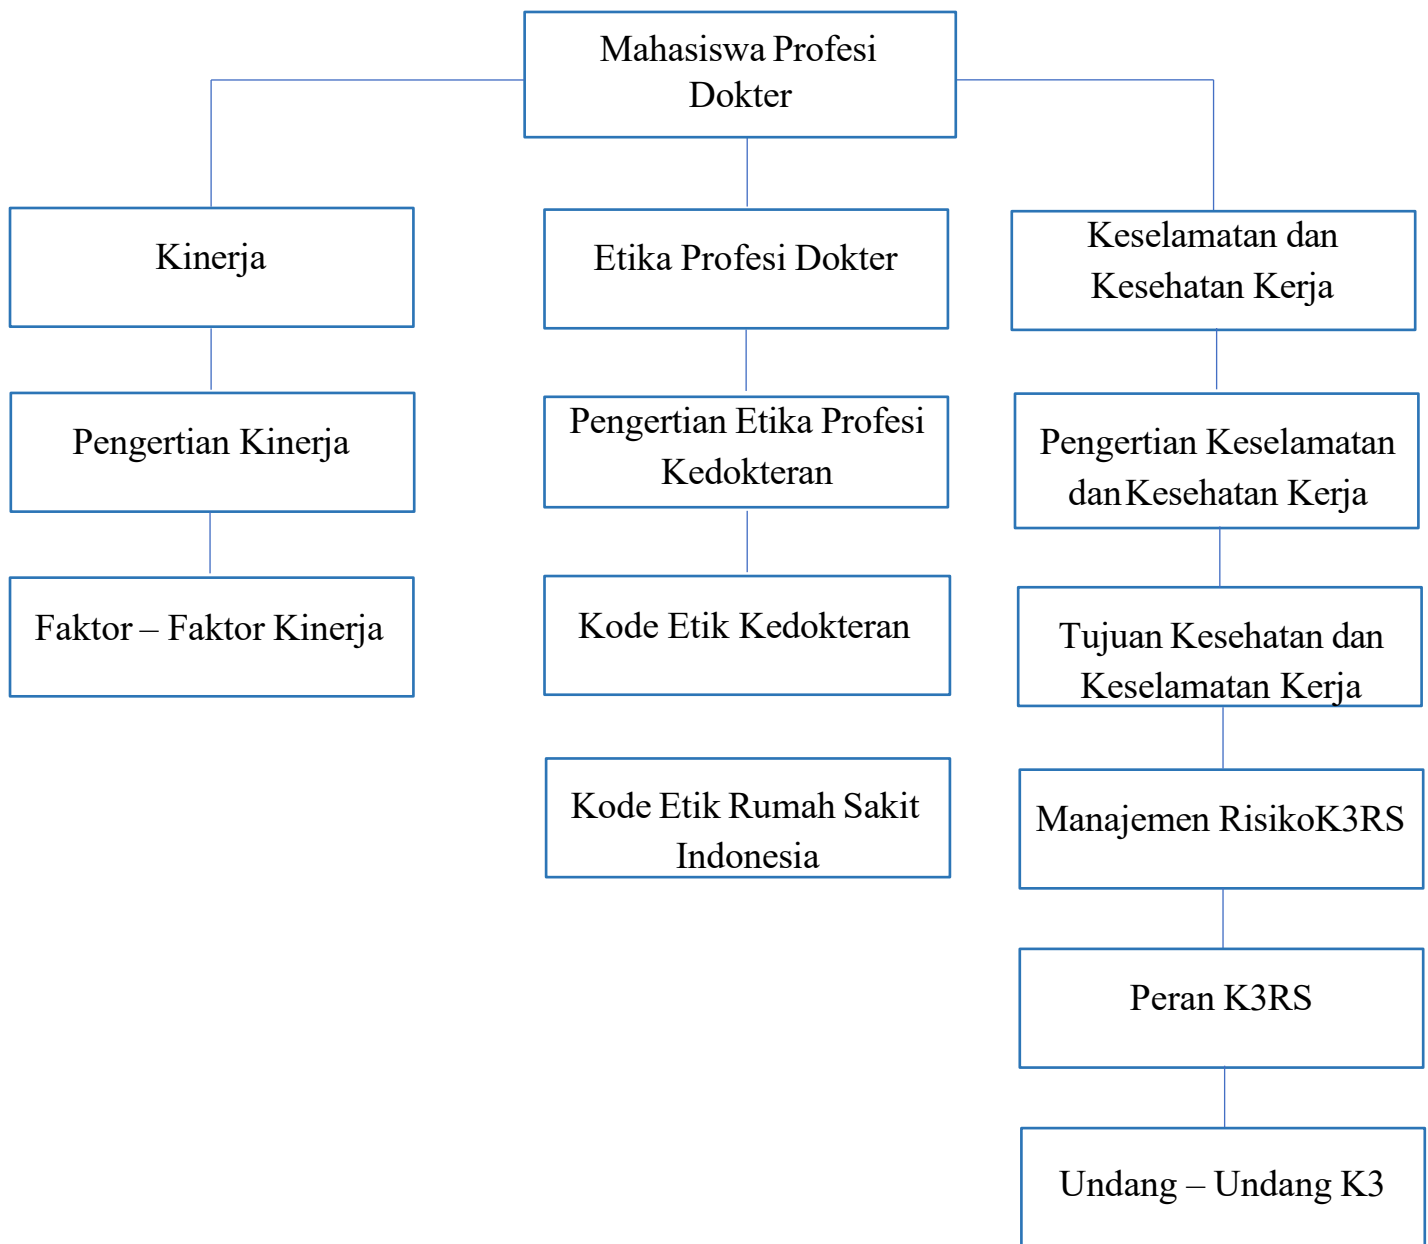 Mahasiswa Profesi
Dokter
Kinerja
Pengertian Kinerja
Faktor – Faktor Kinerja
Etika Profesi Dokter
Pengertian Etika Profesi
Kedokteran
Kode Etik Kedokteran
Kode Etik Rumah Sakit
Indonesia
Keselamatan dan
Kesehatan Kerja
Pengertian Keselamatan
dan Kesehatan Kerja
Tujuan Kesehatan dan
Keselamatan Kerja
Manajemen RisikoK3RS
Peran K3RS
Undang – Undang K3